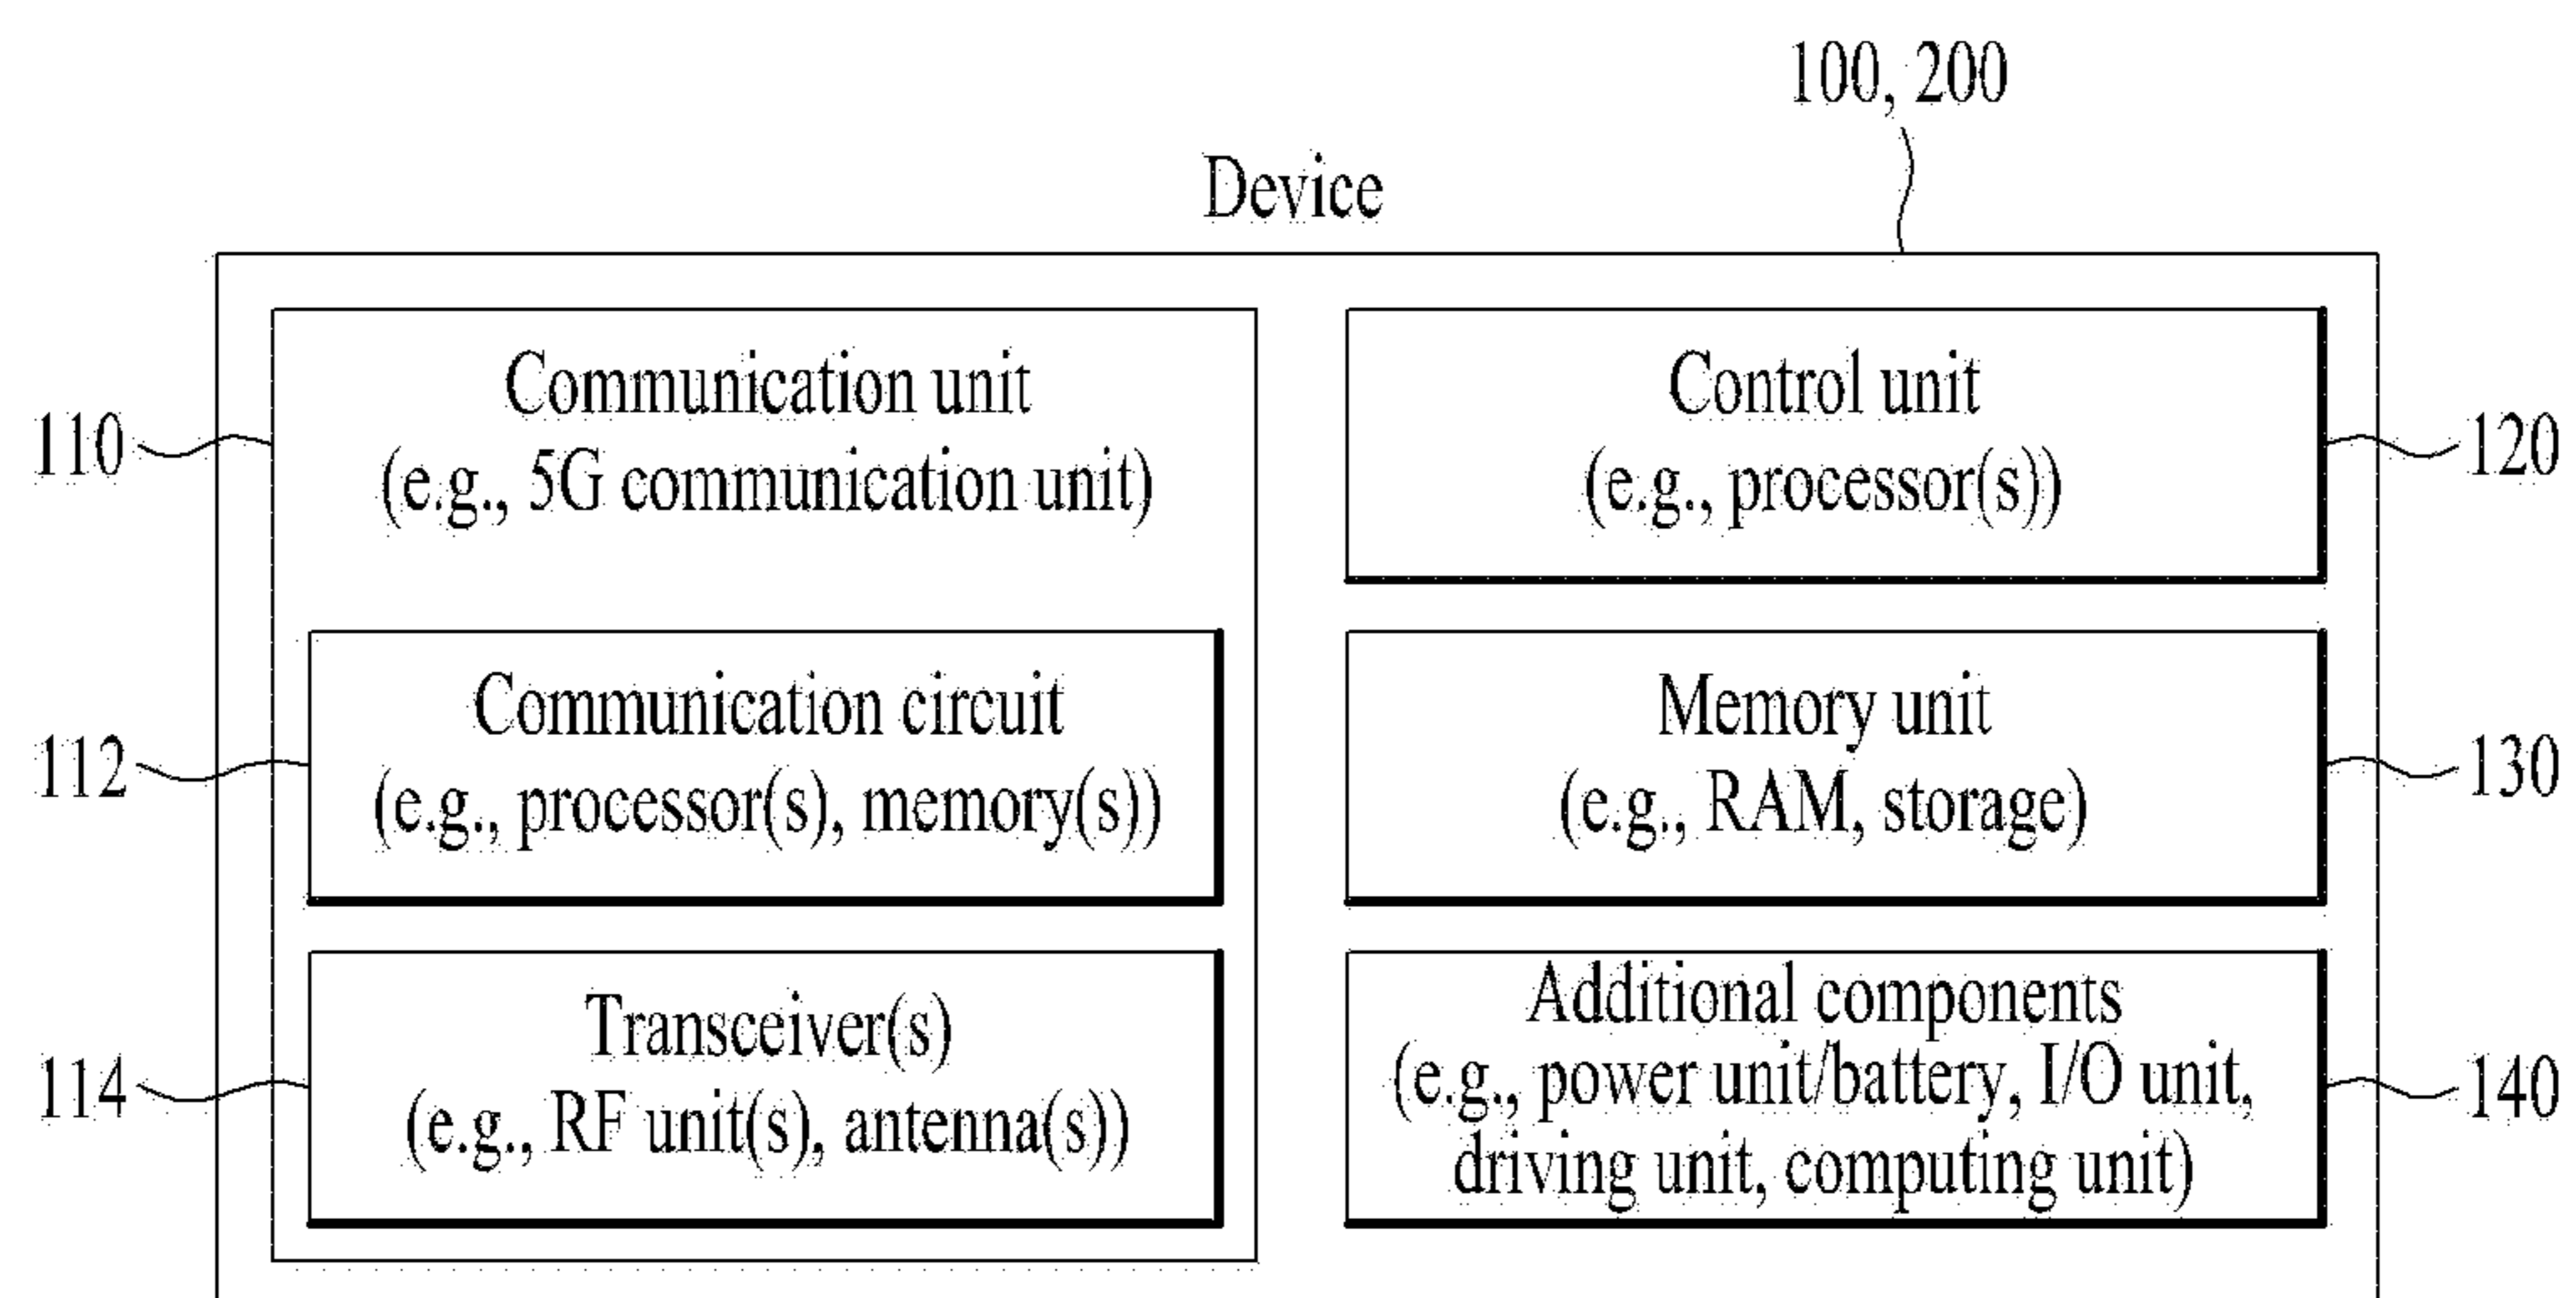 100, 200
Device
110
Communication unit
(e.g., 5G communication unit)
112
Communication circuit
(e.g., processor(s), memory(s))
114
Transceiver(s)
(e.g., RF unit(s), antenna(s))
Control unit
(e.g., processor(s))
120
Memory unit
(e.g., RAM, storage)
130
Additional components
(e.g., power unit/battery, I/O unit,
driving unit, computing unit)
140